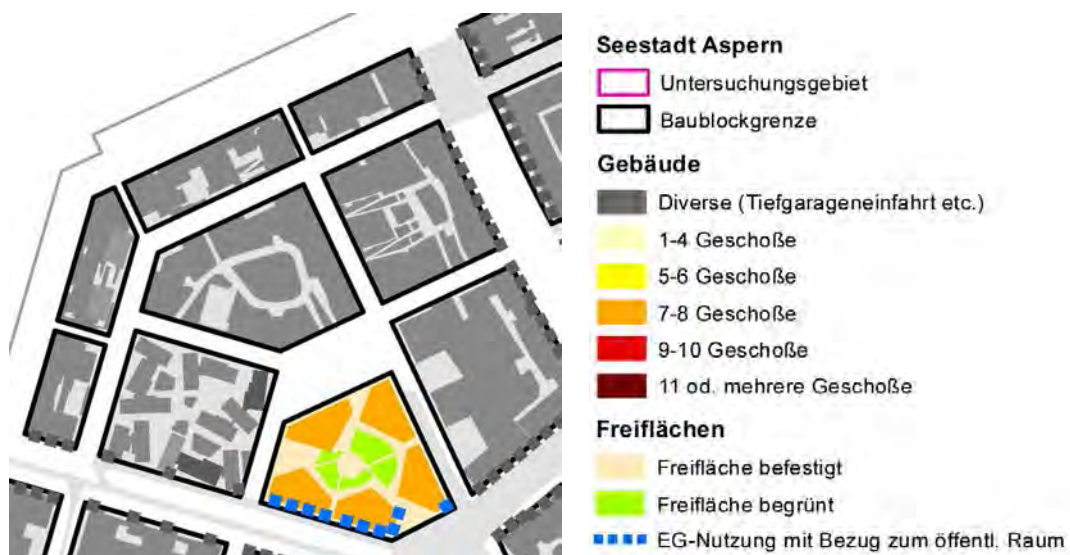 Seestadt Aspern
Untersuchungsgebiet
Baublockgrenze
Gebäude
Diverse (Tiefgarageneinfahrt etc.)
1-4 Geschoße
5-6 Geschoße
7-8 Geschoße
9-10 Geschoße
11 od. mehrere Geschoße
Freiflächen
Freifläche befestigt
Freifläche begrünt
EG-Nutzung mit Bezug zum öffentl. Raum